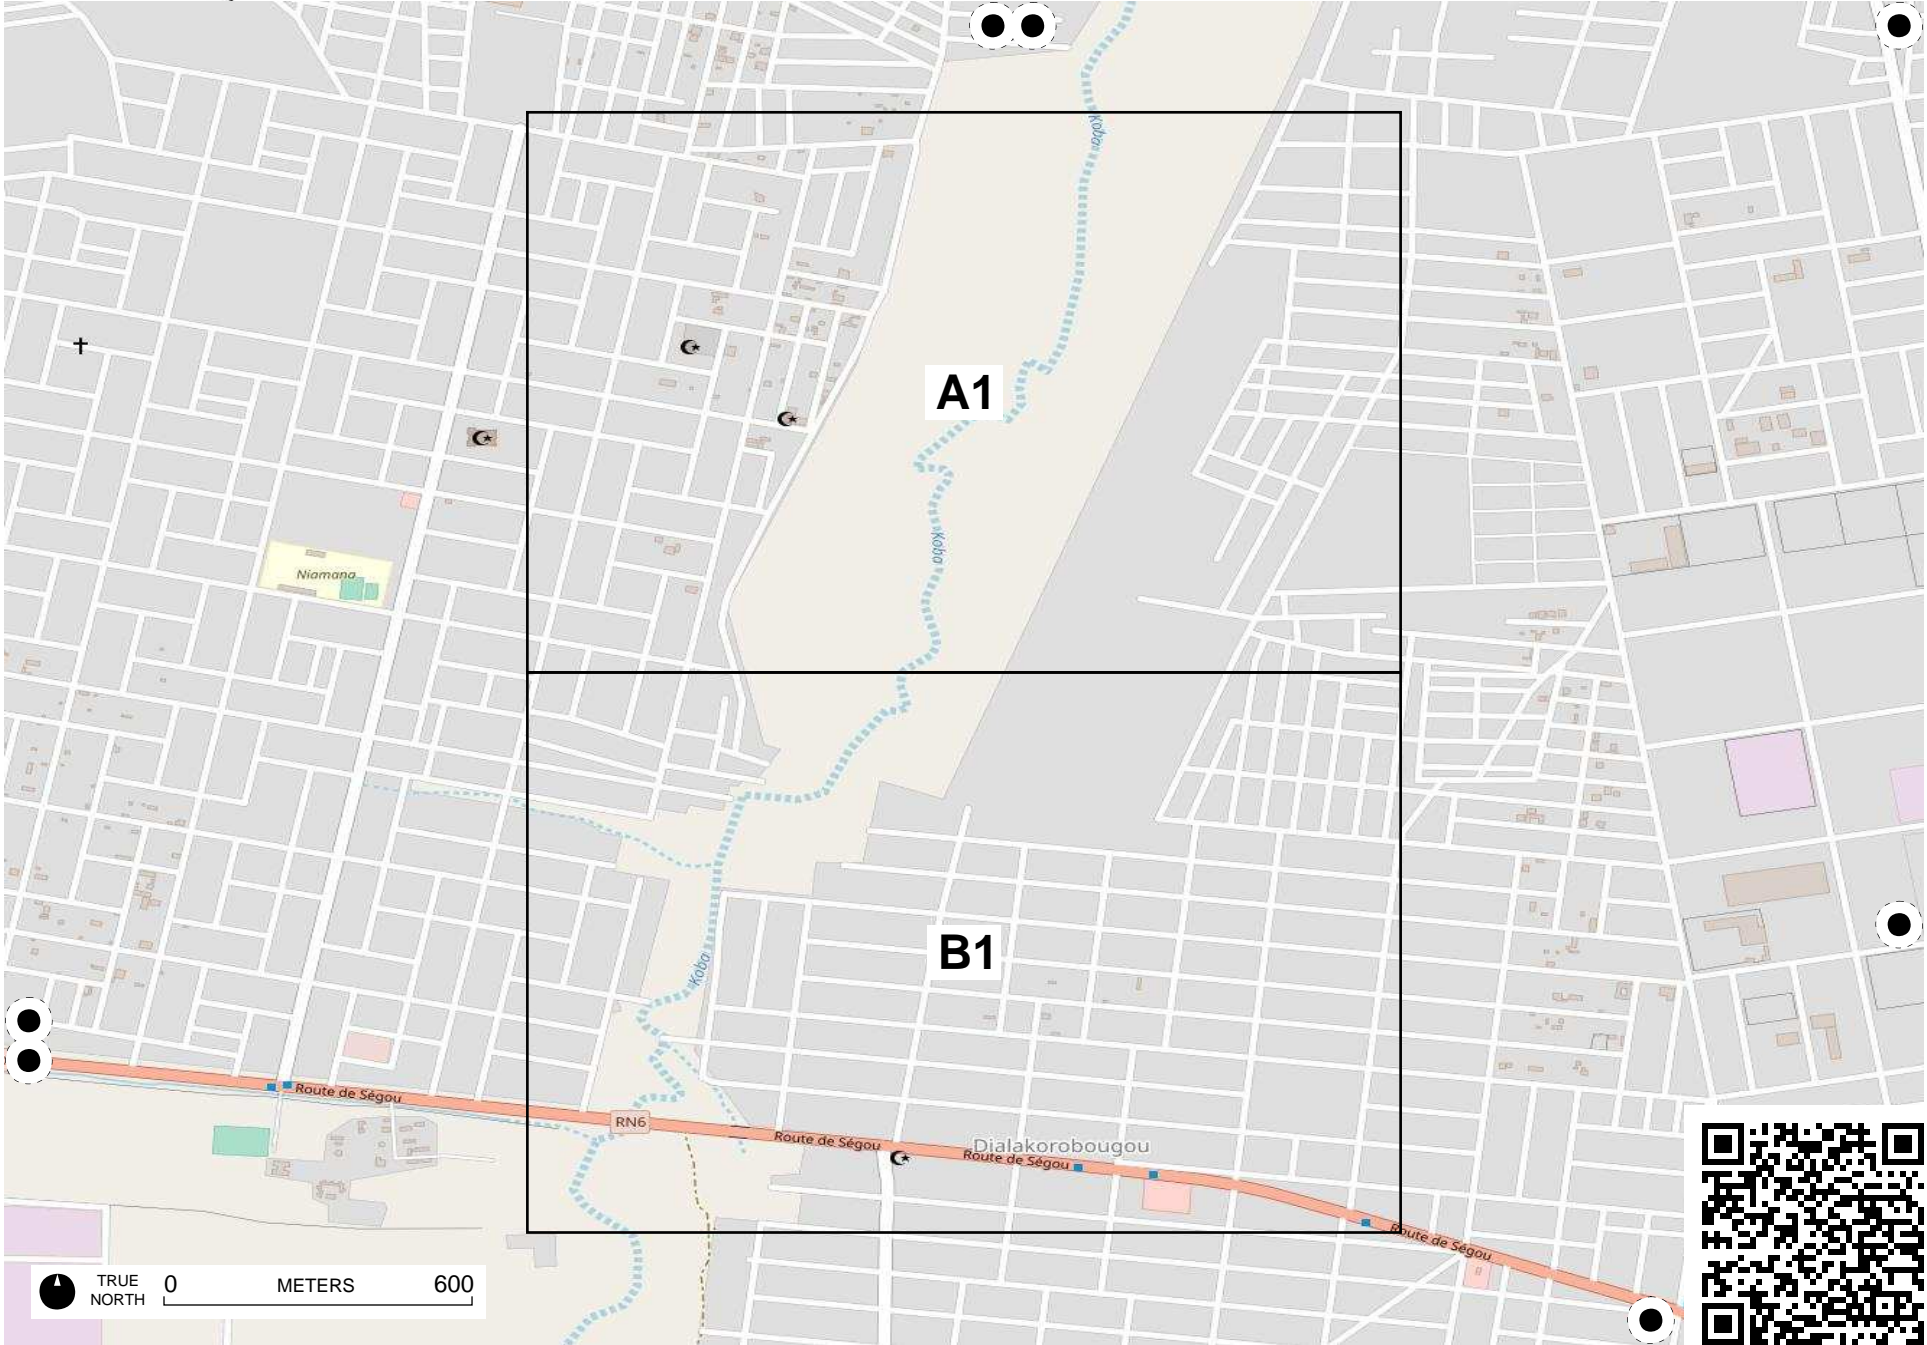 Koba
A1
Koba
Niamana
B1
Koba
Route de Ségou
RN6
Route de Ségou
Dialakorobougou
Route de Ségou
Route de Ségou
TRUE
NORTH
0 METERS 600